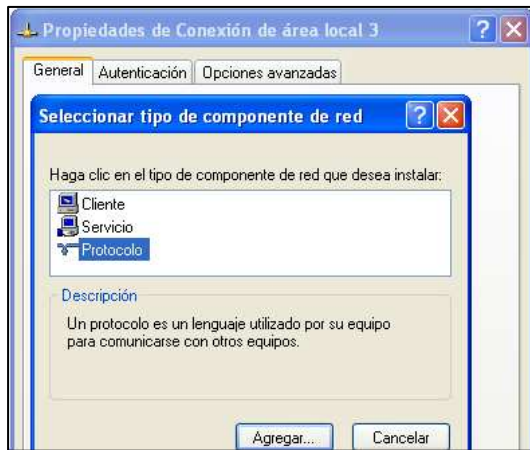 Propiedades de Conexión de área local 3
General Autenticación Opciones avanzadas
Seleccionar tipo de componente de red
Haga clic en el tipo de componente de red que desea instalar:
Cliente
Servicio
Protocolo
Descripción
Un protocolo es un lenguaje utilizado por su equipo
para comunicarse con otros equipos.
Agregar... Cancelar